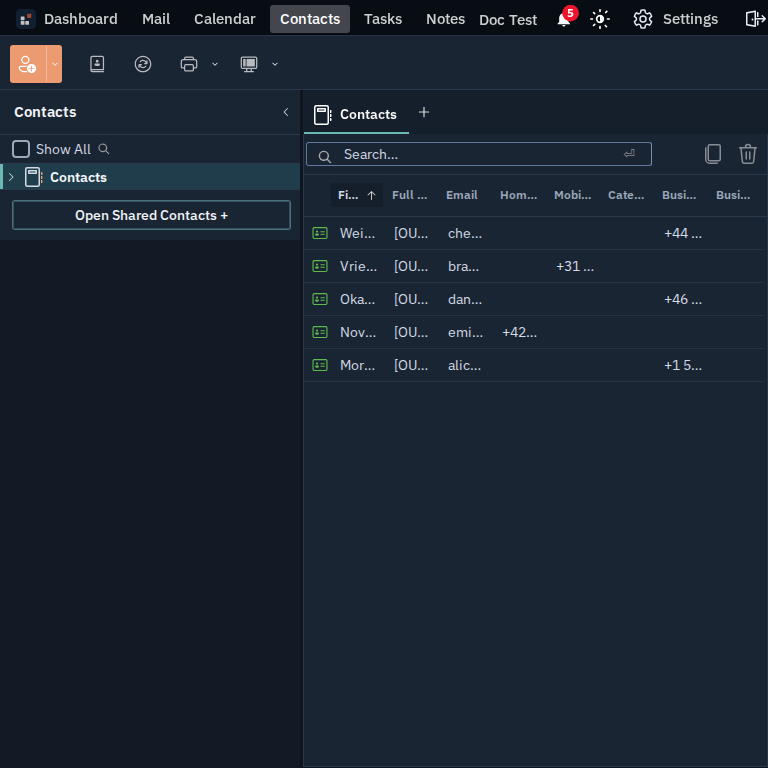 Dashboard Mail Calendar Contacts Tasks Notes Doc Test 5 Settings
Contacts
Contacts +
Show All
Search...
Contacts
Open Shared Contacts +
Fi... Full ... Email Hom... Mobi... Cate... Busi... Busi...
Wei... [OU... che... +44 ...
Vrie... [OU... bra... +31 ...
Oka... [OU... dan... +46 ...
Nov... [OU... emi... +42...
Mor... [OU... alic... +1 5...